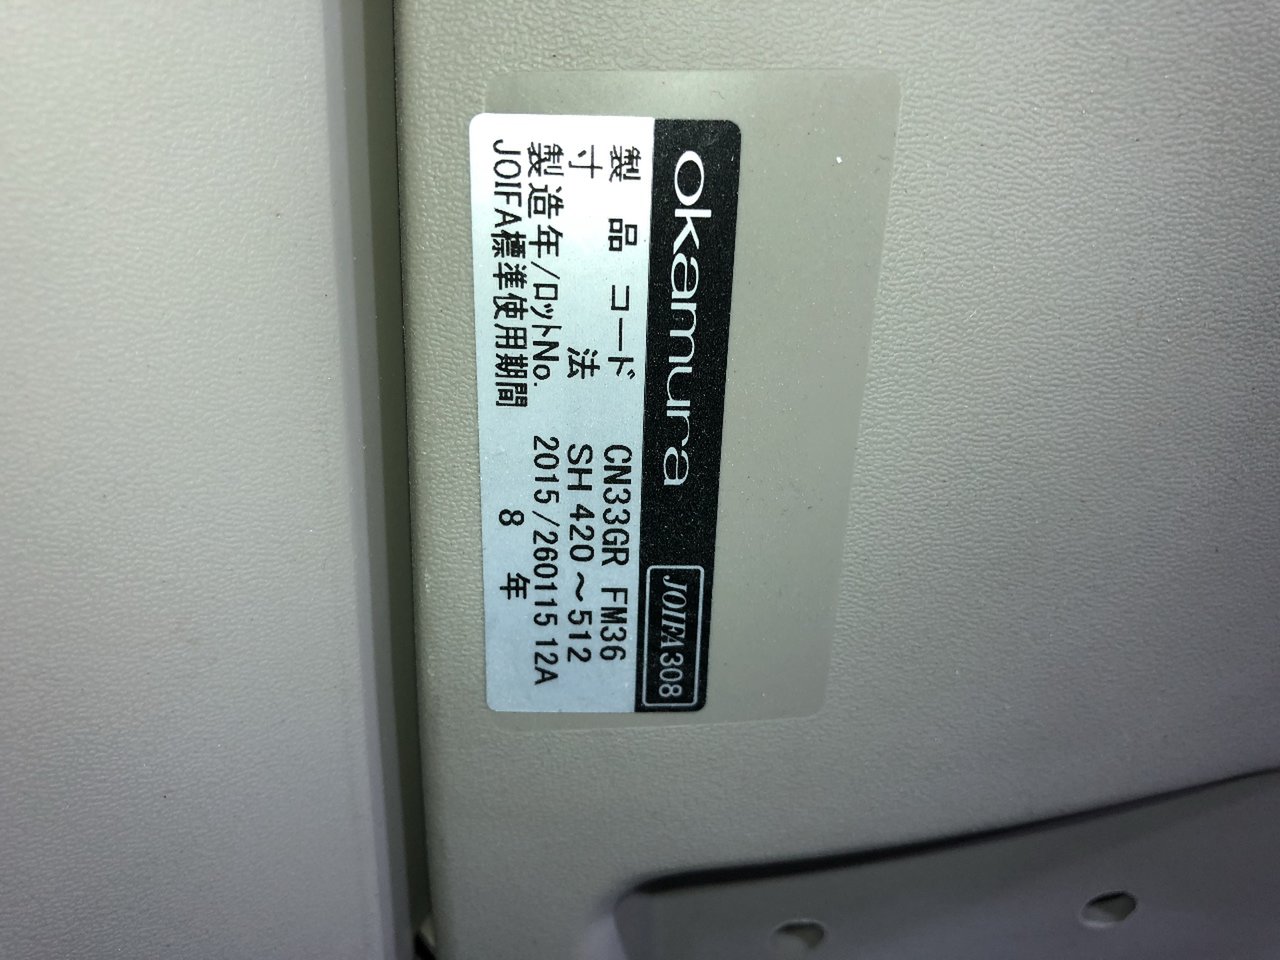 okamura JOIFA308
製品コード CN33GR FM36
寸法 SH 420～512
製造年/ロットNo. 2015/260115 12A
JOIFA標準使用期間 8年